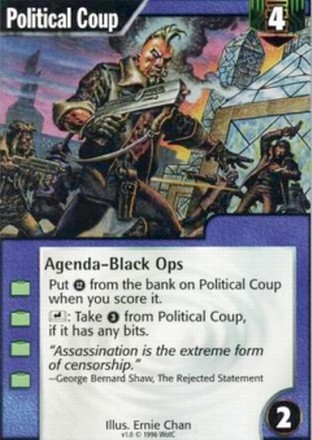 Political Coup
4
Agenda-Black Ops
Put 12 from the bank on Political Coup
when you score it.
: Take 3 from Political Coup,
if it has any bits.
"Assassination is the extreme form
of censorship."
—George Bernard Shaw, The Rejected Statement
Illus. Ernie Chan
v1.0 © 1996 WotC
2